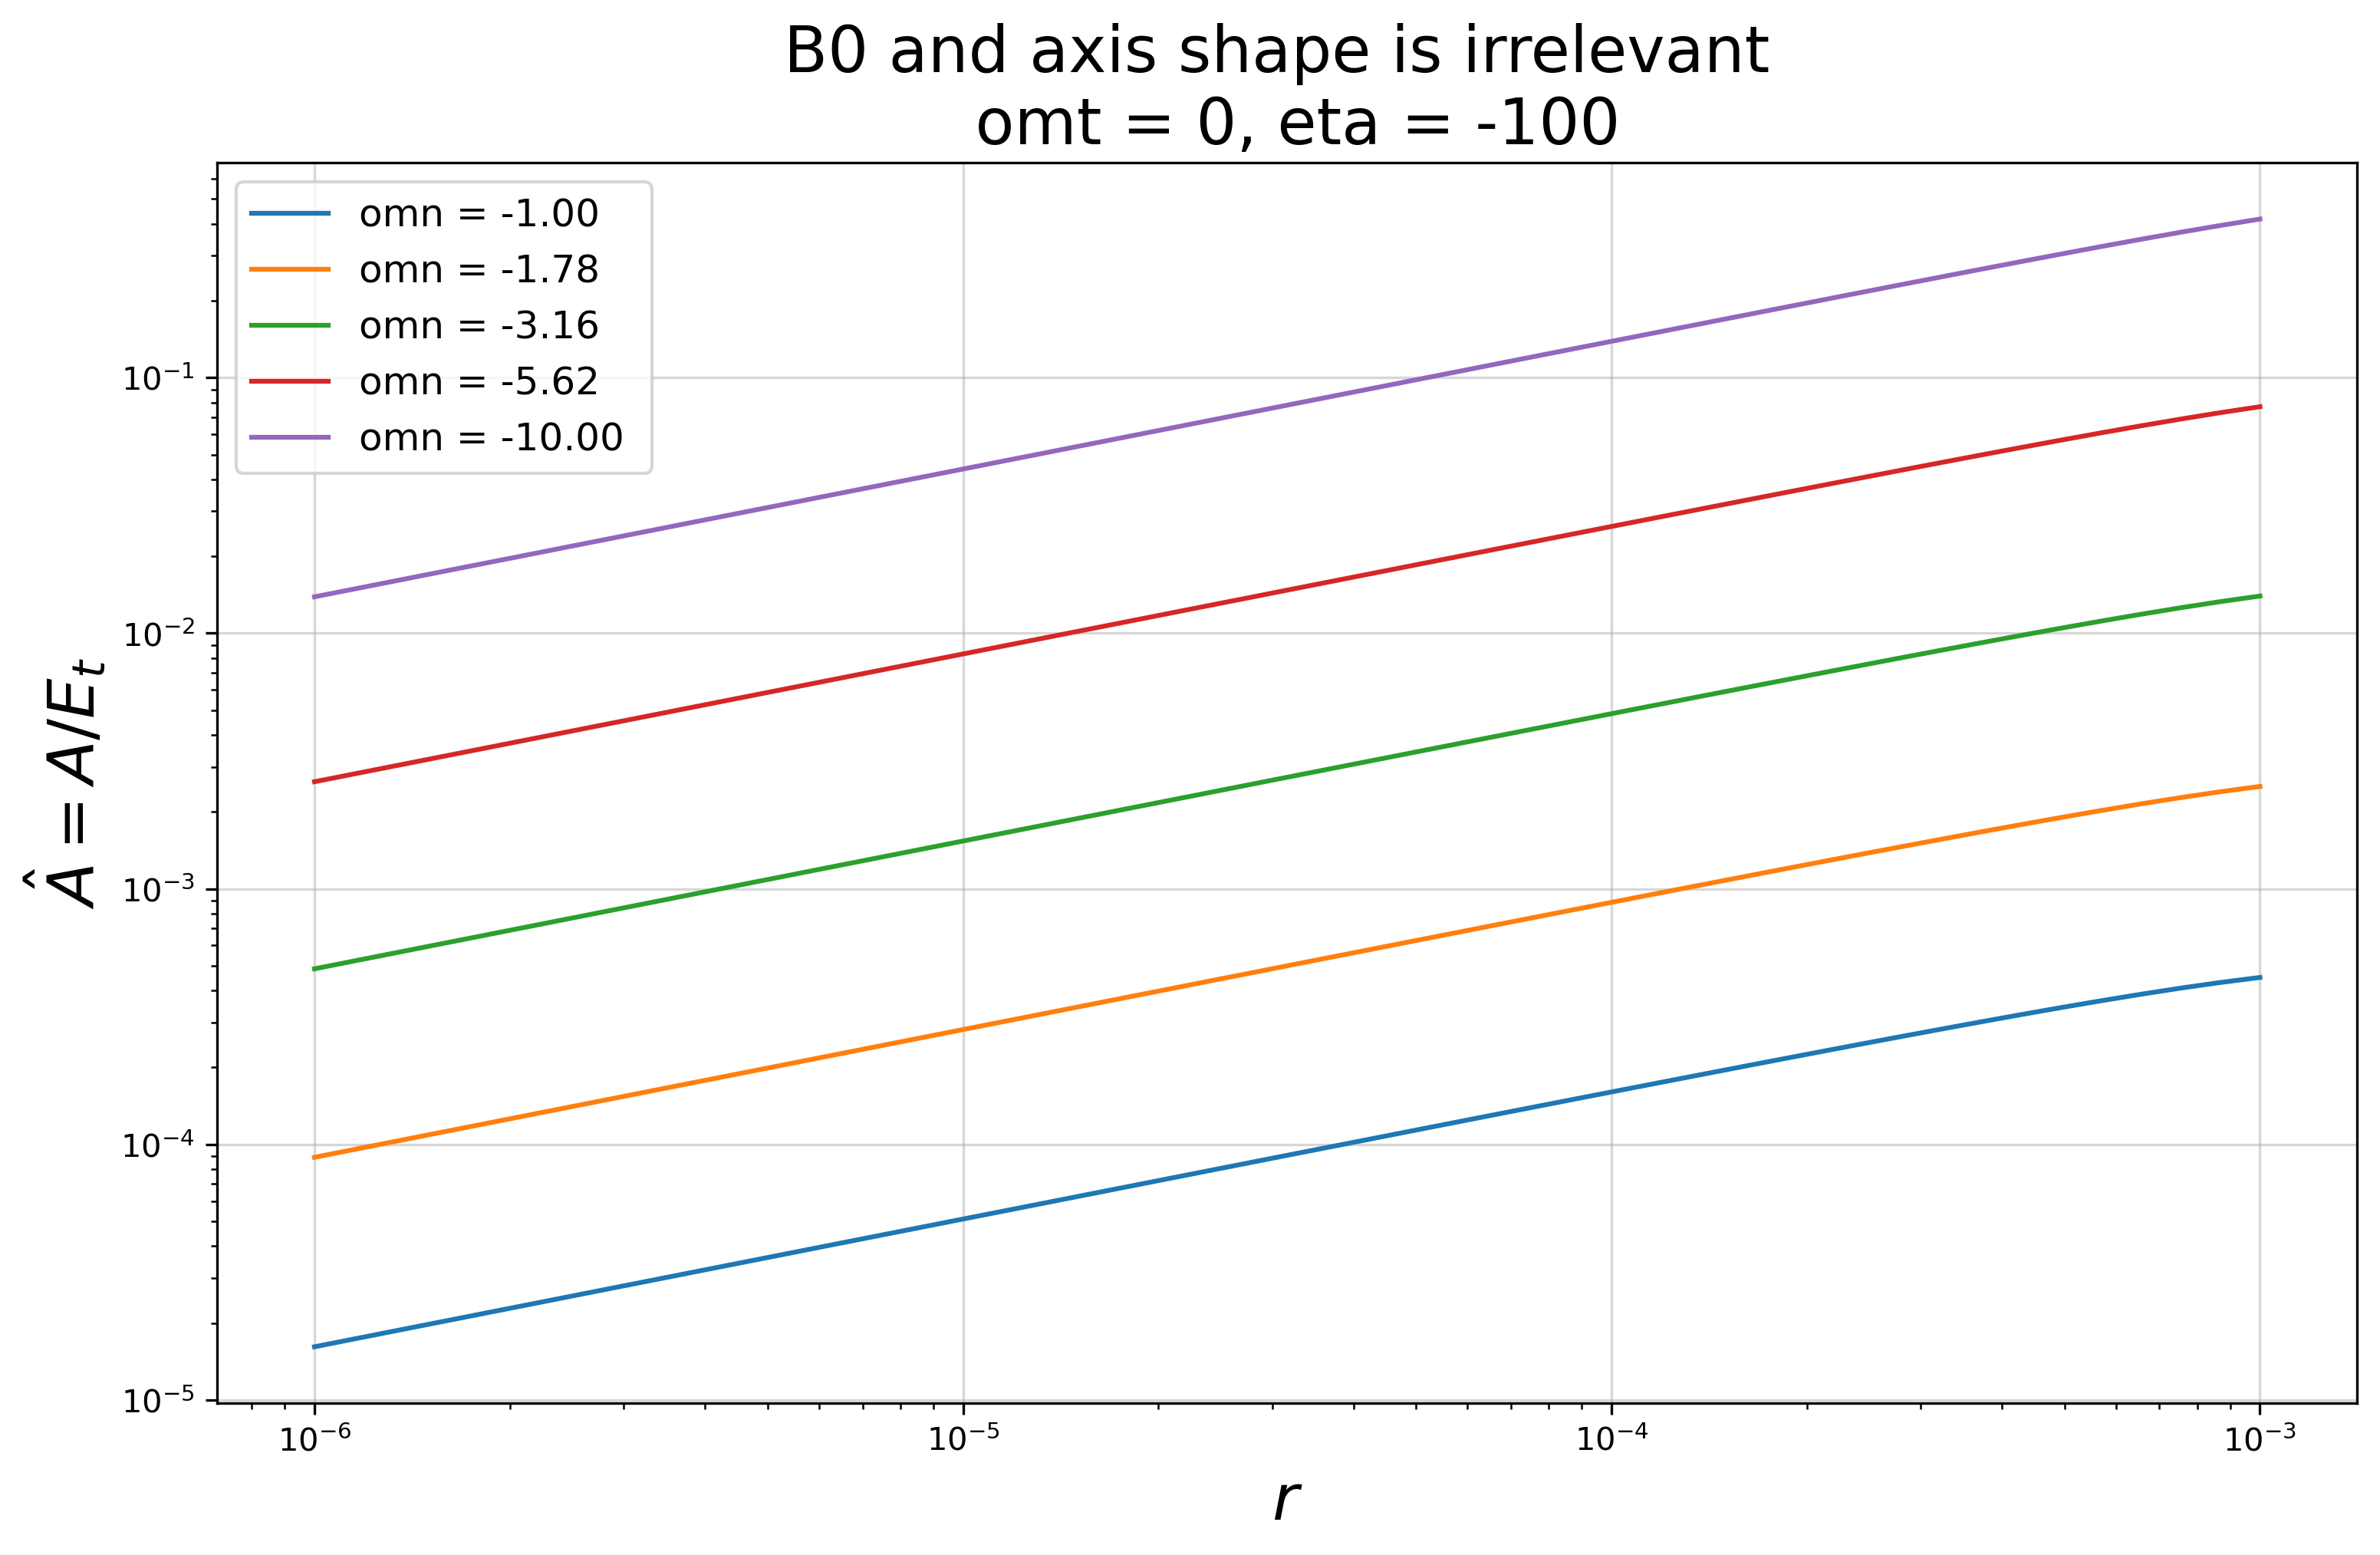 B0 and axis shape is irrelevant
omt = 0, eta = -100
omn = -1.00
omn = -1.78
omn = -3.16
omn = -5.62
omn = -10.00
Â = A/Eₜ
10⁻¹
10⁻²
10⁻³
10⁻⁴
10⁻⁵
10⁻⁶
10⁻⁵
10⁻⁴
10⁻³
r